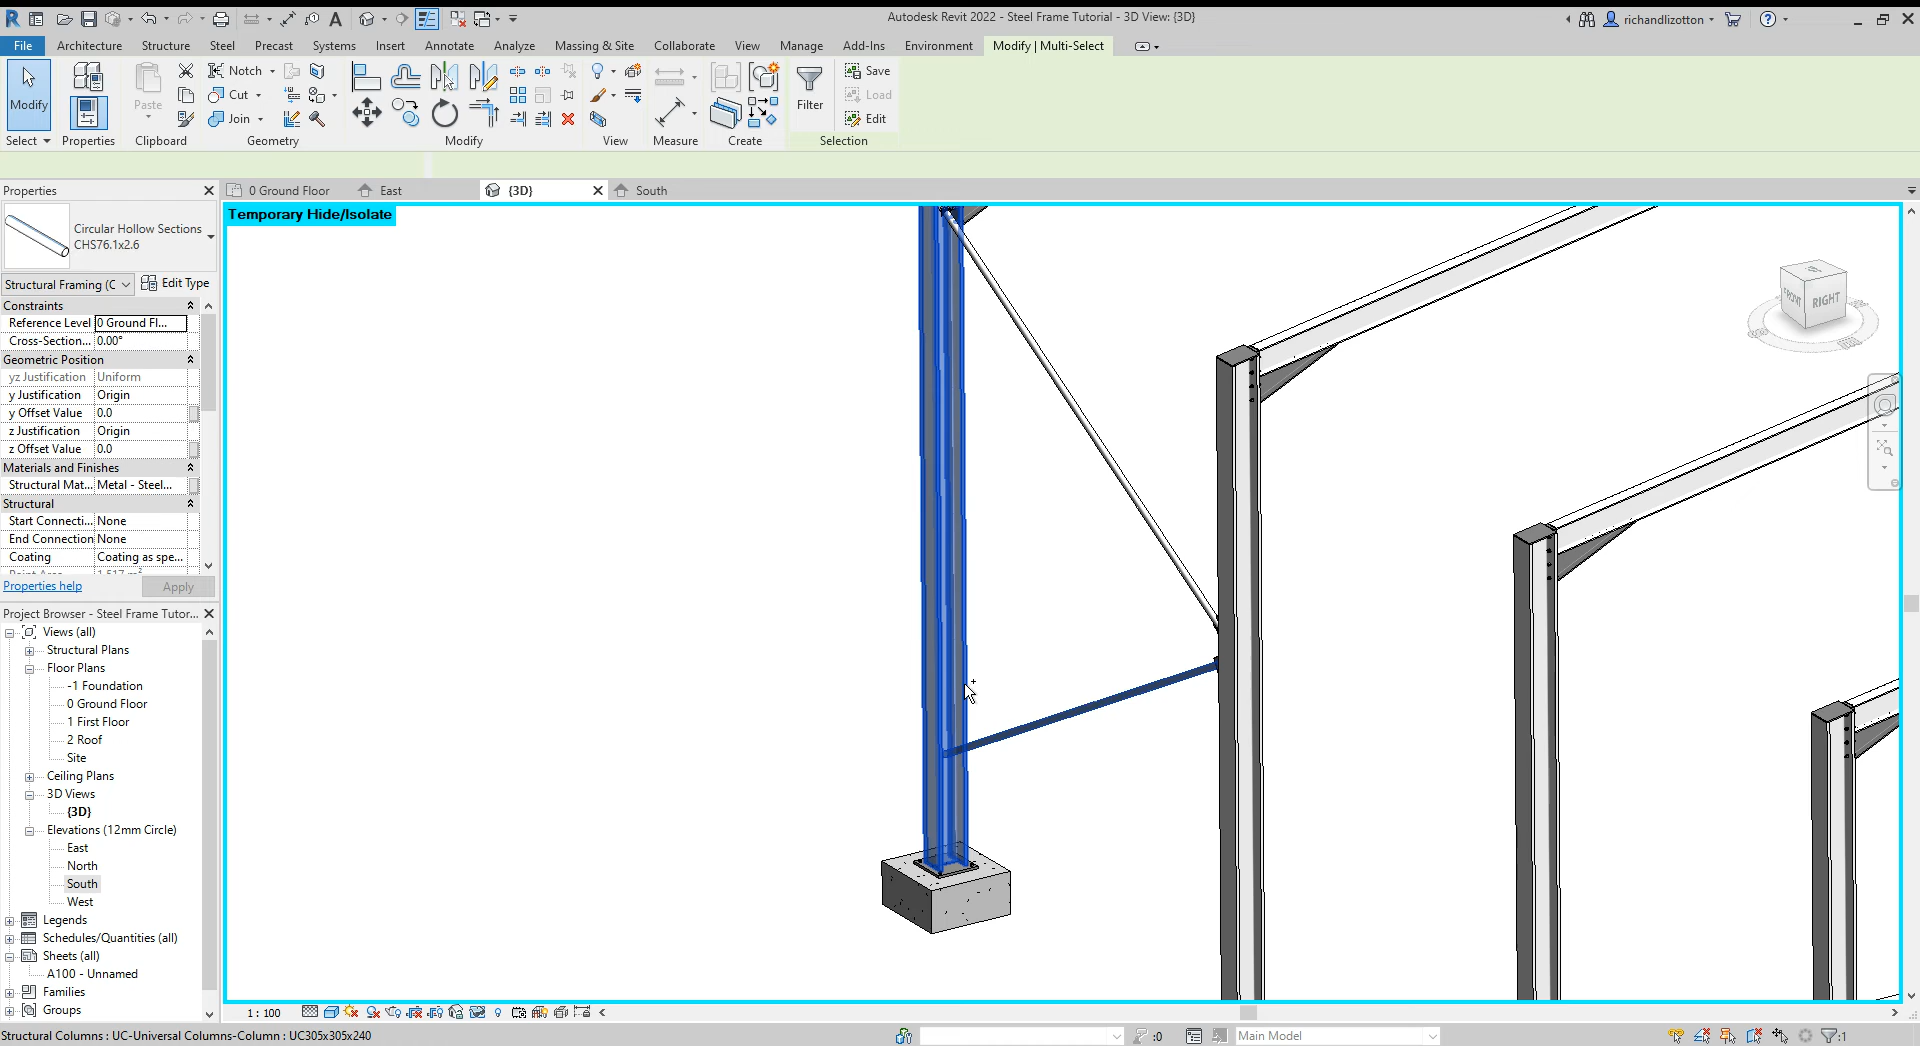 Autodesk Revit 2022 - Steel Frame Tutorial - 3D View: {3D}
richandlizotton
File Architecture Structure Steel Precast Systems Insert Annotate Analyze Massing & Site Collaborate View Manage Add-Ins Environment Modify | Multi-Select
Modify
Paste
Notch
Cut
Join
Filter
Save
Load
Edit
Select Properties Clipboard Geometry Modify View Measure Create Selection
Properties
0 Ground Floor East {3D} South
Temporary Hide/Isolate
Circular Hollow Sections
CHS76.1x2.6
Structural Framing (C Edit Type
Constraints
Reference Level 0 Ground Fl...
Cross-Section... 0.00°
Geometric Position
yz Justification Uniform
y Justification Origin
y Offset Value 0.0
z Justification Origin
z Offset Value 0.0
Materials and Finishes
Structural Mat... Metal - Steel...
Structural
Start Connecti... None
End Connection None
Coating Coating as spe...
Properties help Apply
FRONT RIGHT
Project Browser - Steel Frame Tutor...
Views (all)
Structural Plans
Floor Plans
-1 Foundation
0 Ground Floor
1 First Floor
2 Roof
Site
Ceiling Plans
3D Views
{3D}
Elevations (12mm Circle)
East
North
South
West
Legends
Schedules/Quantities (all)
Sheets (all)
A100 - Unnamed
Families
Groups
1 : 100
Structural Columns : UC-Universal Columns-Column : UC305x305x240
:0
Main Model
:1